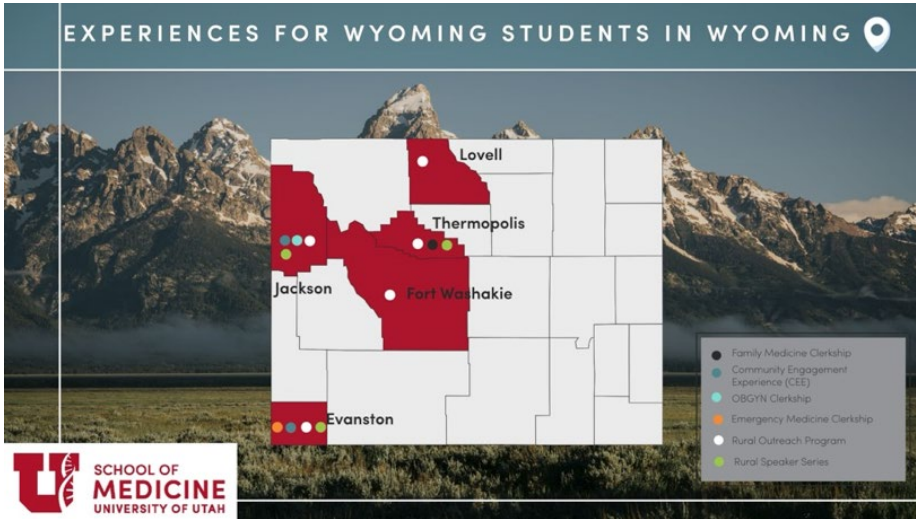 EXPERIENCES FOR WYOMING STUDENTS IN WYOMING
Lovell
Thermopolis
Jackson
Fort Washakie
Evanston
Family Medicine Clerkship
Community Engagement
Experience (CEE)
OBGYN Clerkship
Emergency Medicine Clerkship
Rural Outreach Program
Rural Speaker Series
U
SCHOOL OF
MEDICINE
UNIVERSITY OF UTAH